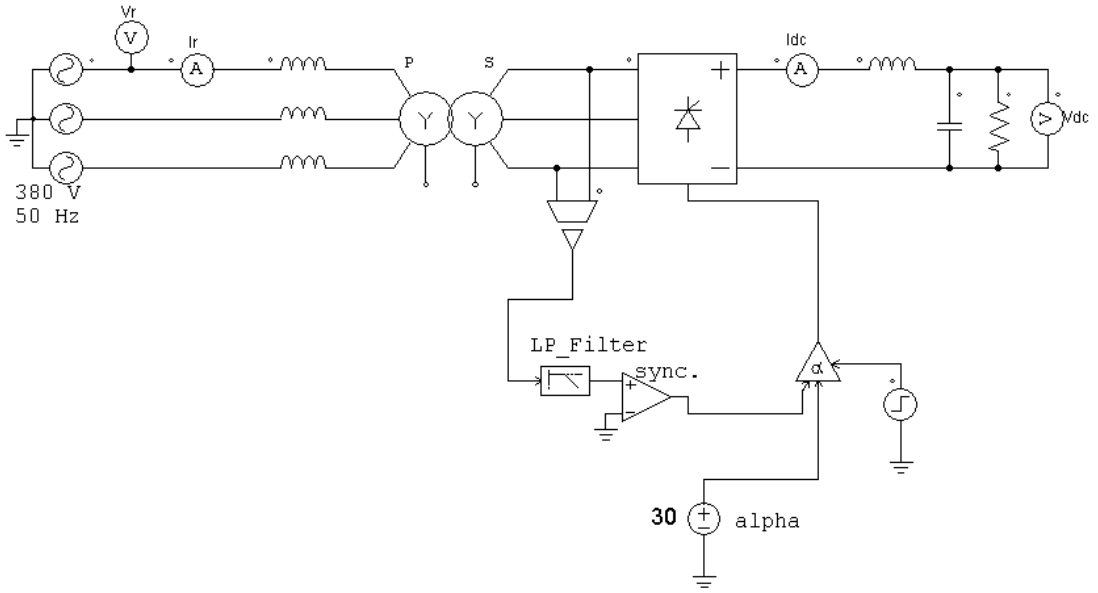 Vr
V
Ir
A
P
S
Y
Y
Idc
A
V
Vdc
380 V
50 Hz
LP_Filter
sync.
α
30
alpha